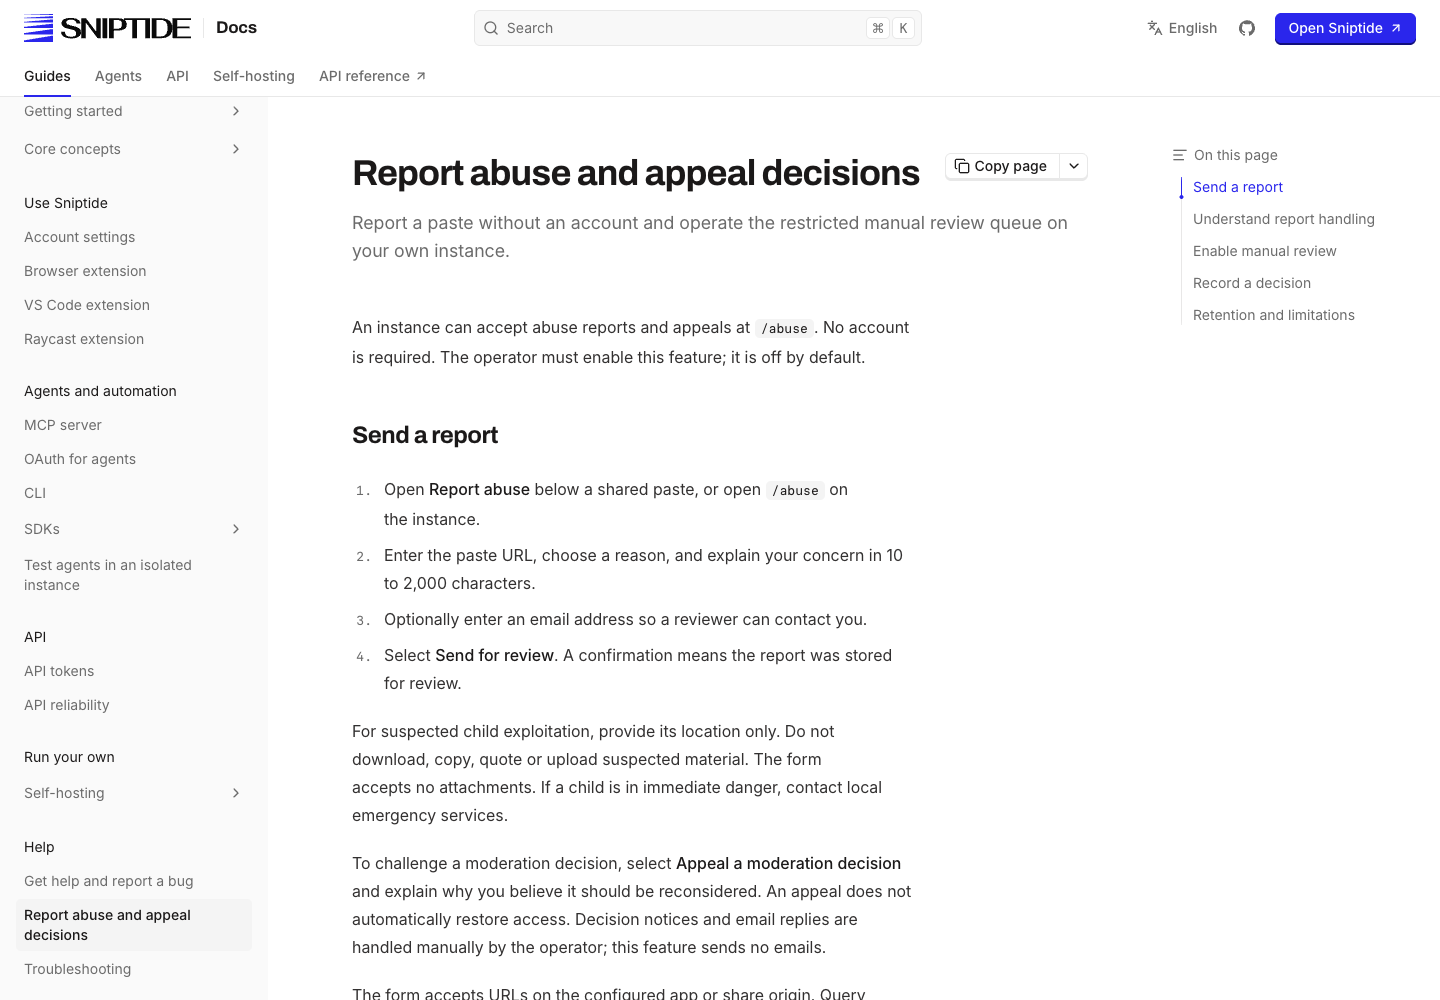 SNIPTIDE Docs
Search
⌘ K
English
Open Sniptide
Guides
Agents
API
Self-hosting
API reference
Getting started
Core concepts
Use Sniptide
Account settings
Browser extension
VS Code extension
Raycast extension
Agents and automation
MCP server
OAuth for agents
CLI
SDKs
Test agents in an isolated
instance
API
API tokens
API reliability
Run your own
Self-hosting
Help
Get help and report a bug
Report abuse and appeal
decisions
Troubleshooting
Report abuse and appeal decisions
Copy page
Report a paste without an account and operate the restricted manual review queue on
your own instance.
An instance can accept abuse reports and appeals at /abuse. No account
is required. The operator must enable this feature; it is off by default.
Send a report
1. Open Report abuse below a shared paste, or open /abuse on
the instance.
2. Enter the paste URL, choose a reason, and explain your concern in 10
to 2,000 characters.
3. Optionally enter an email address so a reviewer can contact you.
4. Select Send for review. A confirmation means the report was stored
for review.
For suspected child exploitation, provide its location only. Do not
download, copy, quote or upload suspected material. The form
accepts no attachments. If a child is in immediate danger, contact local
emergency services.
To challenge a moderation decision, select Appeal a moderation decision
and explain why you believe it should be reconsidered. An appeal does not
automatically restore access. Decision notices and email replies are
handled manually by the operator; this feature sends no emails.
The form accepts URLs on the configured app or share origin. Query
On this page
Send a report
Understand report handling
Enable manual review
Record a decision
Retention and limitations